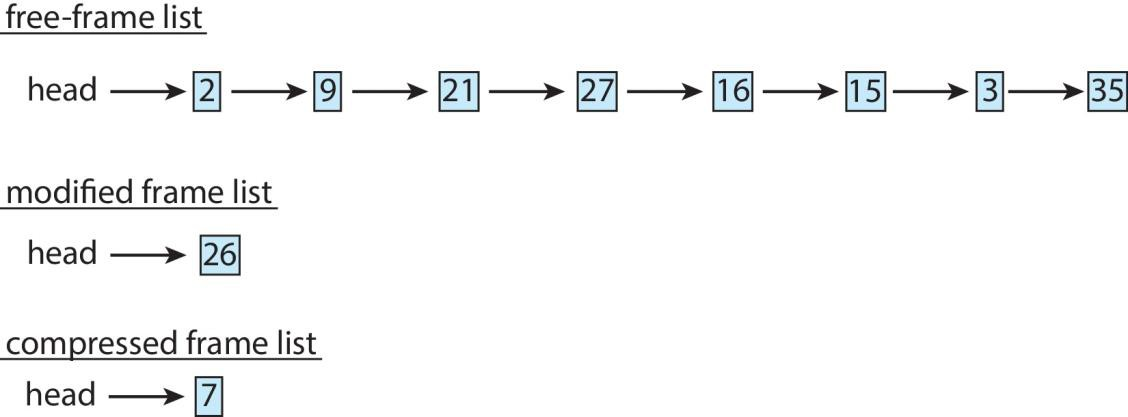 free-frame list
head 2 9 21 27 16 15 3 35
modified frame list
head 26
compressed frame list
head 7